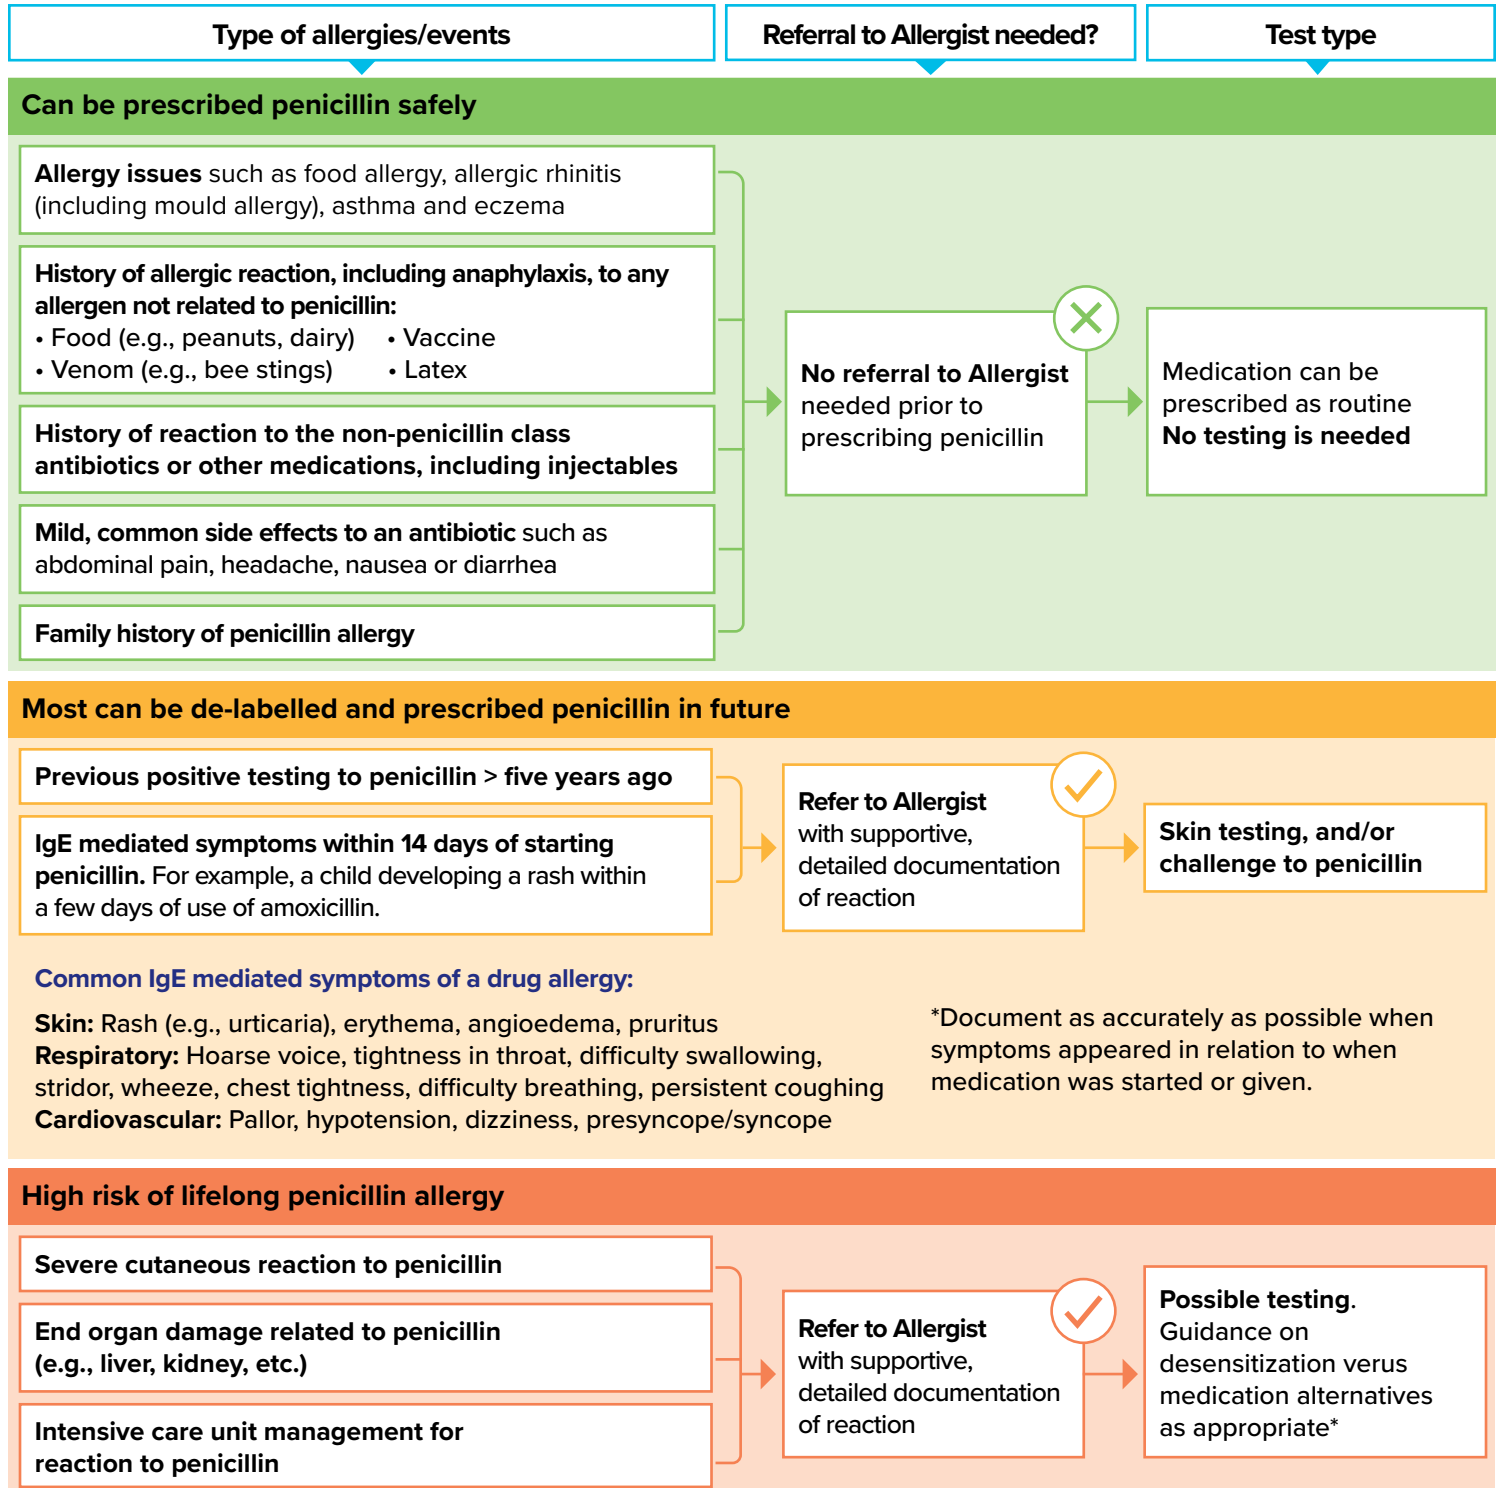 Type of allergies/events
Referral to Allergist needed?
Test type
Can be prescribed penicillin safely
Allergy issues such as food allergy, allergic rhinitis
(including mould allergy), asthma and eczema
History of allergic reaction, including anaphylaxis, to any
allergen not related to penicillin:
• Food (e.g., peanuts, dairy) • Vaccine
• Venom (e.g., bee stings) • Latex
History of reaction to the non-penicillin class
antibiotics or other medications, including injectables
Mild, common side effects to an antibiotic such as
abdominal pain, headache, nausea or diarrhea
Family history of penicillin allergy
No referral to Allergist
needed prior to
prescribing penicillin
Medication can be
prescribed as routine
No testing is needed
Most can be de-labelled and prescribed penicillin in future
Previous positive testing to penicillin > five years ago
IgE mediated symptoms within 14 days of starting
penicillin. For example, a child developing a rash within
a few days of use of amoxicillin.
Refer to Allergist
with supportive,
detailed documentation
of reaction
Skin testing, and/or
challenge to penicillin
Common IgE mediated symptoms of a drug allergy:
Skin: Rash (e.g., urticaria), erythema, angioedema, pruritus
Respiratory: Hoarse voice, tightness in throat, difficulty swallowing,
stridor, wheeze, chest tightness, difficulty breathing, persistent coughing
Cardiovascular: Pallor, hypotension, dizziness, presyncope/syncope
*Document as accurately as possible when
symptoms appeared in relation to when
medication was started or given.
High risk of lifelong penicillin allergy
Severe cutaneous reaction to penicillin
End organ damage related to penicillin
(e.g., liver, kidney, etc.)
Intensive care unit management for
reaction to penicillin
Refer to Allergist
with supportive,
detailed documentation
of reaction
Possible testing.
Guidance on
desensitization verus
medication alternatives
as appropriate*